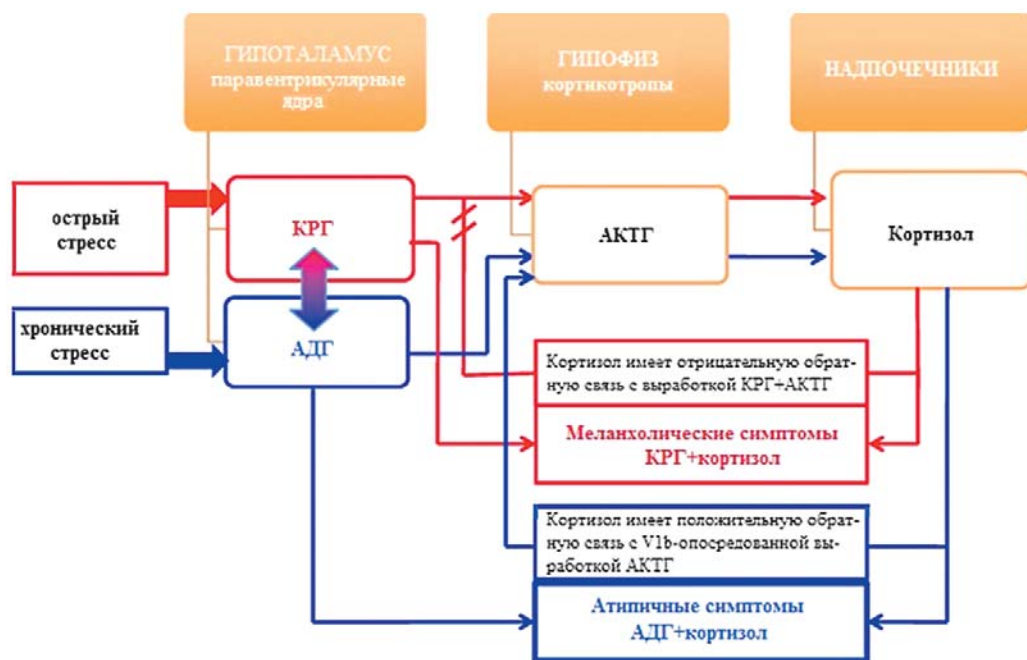 ГИПОТАЛАМУС
паравентрикулярные
ядра
ГИПОФИЗ
кортикотропы
НАДПОЧЕЧНИКИ
острый
стресс
КРГ
АКТГ
Кортизол
хронический
стресс
АДГ
Кортизол имеет отрицательную обрат-
ную связь с выработкой КРГ+АКТГ
Меланхолические симптомы
КРГ+кортизол
Кортизол имеет положительную обрат-
ную связь с V1b-опосредованной вы-
работкой АКТГ
Атипичные симптомы
АДГ+кортизол